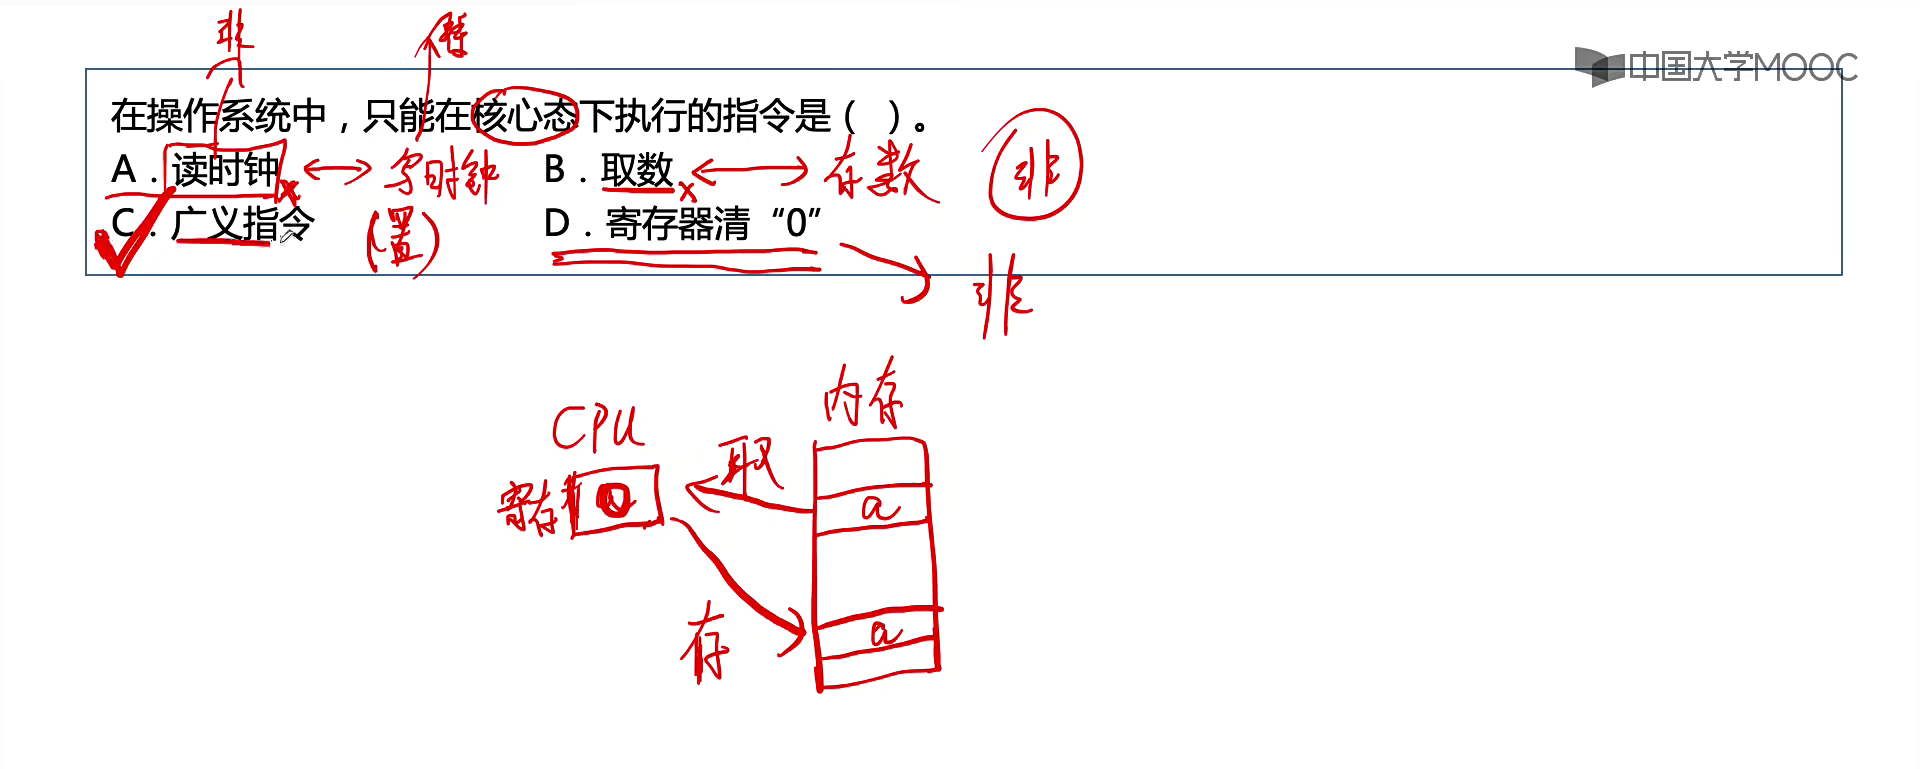 非 特
中国大学MOOC
在操作系统中，只能在核心态下执行的指令是（ ）。
A．读时钟 写时钟 B．取数 存数 非
C．广义指令 (置) D．寄存器清“0”
非
内存
CPU
取
寄存器
a
存
a